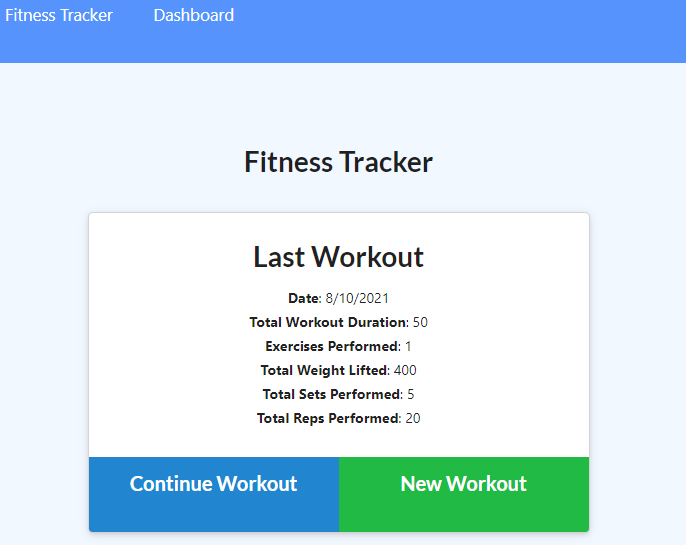 Fitness Tracker Dashboard
Fitness Tracker
Last Workout
Date: 8/10/2021
Total Workout Duration: 50
Exercises Performed: 1
Total Weight Lifted: 400
Total Sets Performed: 5
Total Reps Performed: 20
Continue Workout New Workout